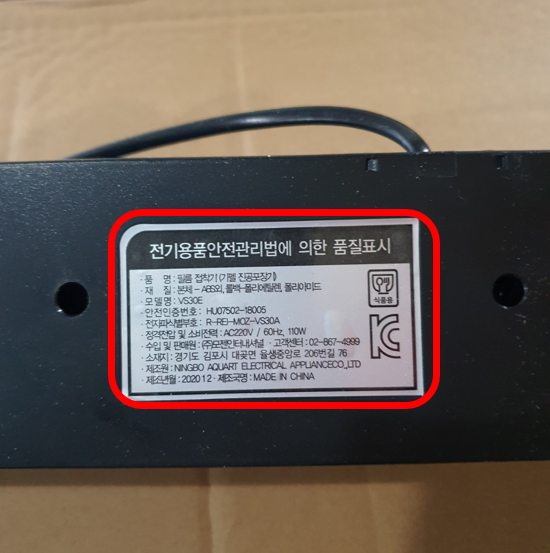 전기용품안전관리법에 의한 품질표시
· 품 명 : 필름 접착기 (가멜 진공포장기)
· 재 질 : 본체 - ABS외, 롤백-폴리에틸렌, 폴리아미드
· 모델명 : VS30E
· 안전인증번호 : HU07502-18005
· 전자파식별부호 : R-REI-MOZ-VS30A
· 정격전압 및 소비전력 : AC220V / 60Hz, 110W
· 수입 및 판매원 : (주)모젠인터내셔널 · 고객센터 : 02-867-4999
· 소재지 : 경기도 김포시 대곶면 율생중앙로 206번길 76
· 제조원 : NINGBO AQUART ELECTRICAL APPLIANCECO.,LTD
· 제조년월 : 2020 12 · 제조국명 : MADE IN CHINA
식품용